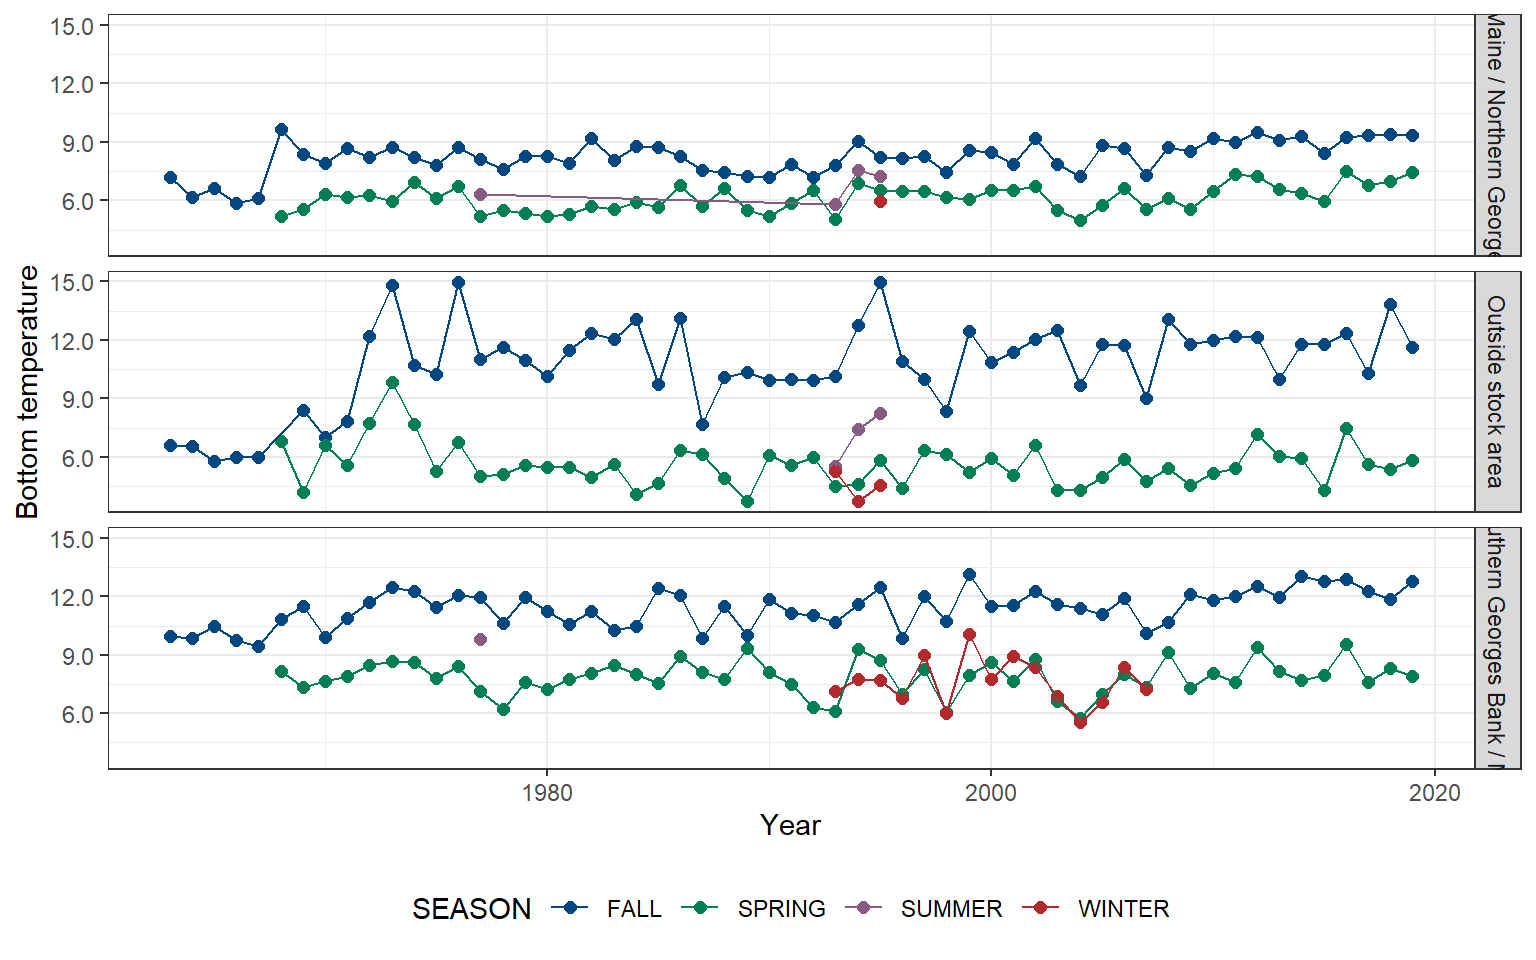 15.0
12.0
9.0
6.0
Maine / Northern George
15.0
12.0
9.0
6.0
Outside stock area
15.0
12.0
9.0
6.0
uthern Georges Bank /
Bottom temperature
1980
2000
2020
Year
SEASON FALL SPRING SUMMER WINTER